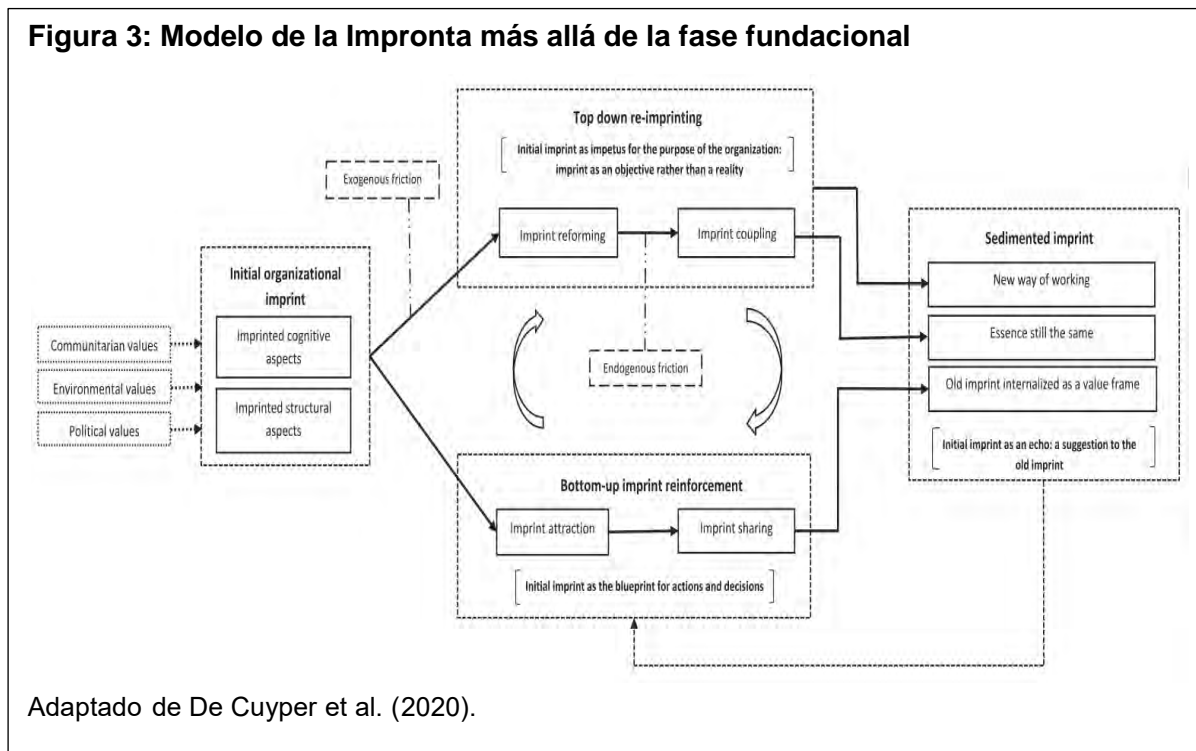 Figura 3: Modelo de la Impronta más allá de la fase fundacional
Top down re-imprinting
Initial imprint as impetus for the purpose of the organization:
imprint as an objective rather than a reality
Exogenous friction
Imprint reforming
Imprint coupling
Initial organizational
imprint
Imprinted cognitive
aspects
Imprinted structural
aspects
Communitarian values
Environmental values
Political values
Endogenous friction
Sedimented imprint
New way of working
Essence still the same
Old imprint internalized as a value frame
Initial imprint as an echo: a suggestion to the
old imprint
Bottom-up imprint reinforcement
Imprint attraction
Imprint sharing
Initial imprint as the blueprint for actions and decisions
Adaptado de De Cuyper et al. (2020).